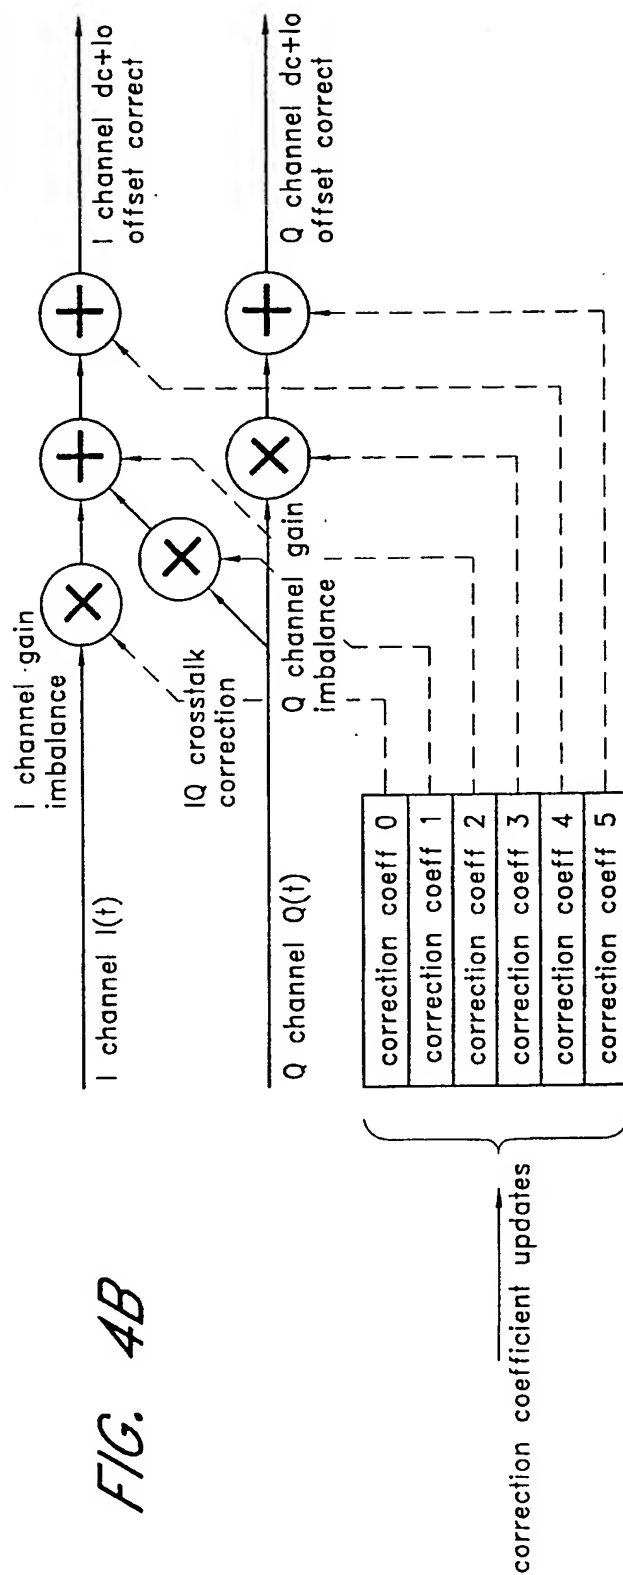 FIG. 4B
I channel I(t)
I channel gain
imbalance
I channel dc+lo
offset correct
IQ crosstalk
correction
Q channel Q(t)
Q channel gain
imbalance
Q channel dc+lo
offset correct
correction coeff 0
correction coeff 1
correction coeff 2
correction coeff 3
correction coeff 4
correction coeff 5
correction coefficient updates